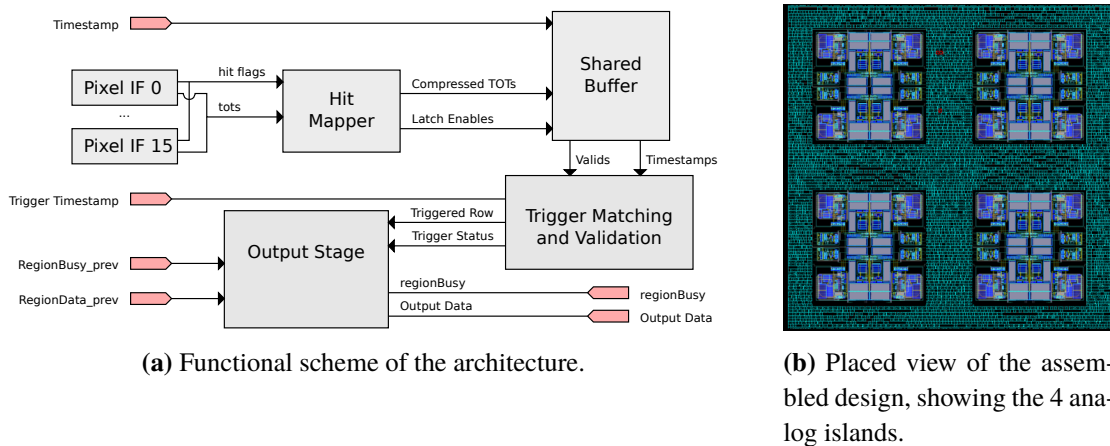 Timestamp
Pixel IF 0
...
Pixel IF 15
hit flags
tots
Hit
Mapper
Compressed TOTs
Latch Enables
Shared
Buffer
Valids
Timestamps
Trigger Timestamp
Trigger Matching
and Validation
Triggered Row
Trigger Status
Output Stage
RegionBusy_prev
RegionData_prev
regionBusy
Output Data
regionBusy
Output Data
(a) Functional scheme of the architecture.
(b) Placed view of the assem-
bled design, showing the 4 ana-
log islands.